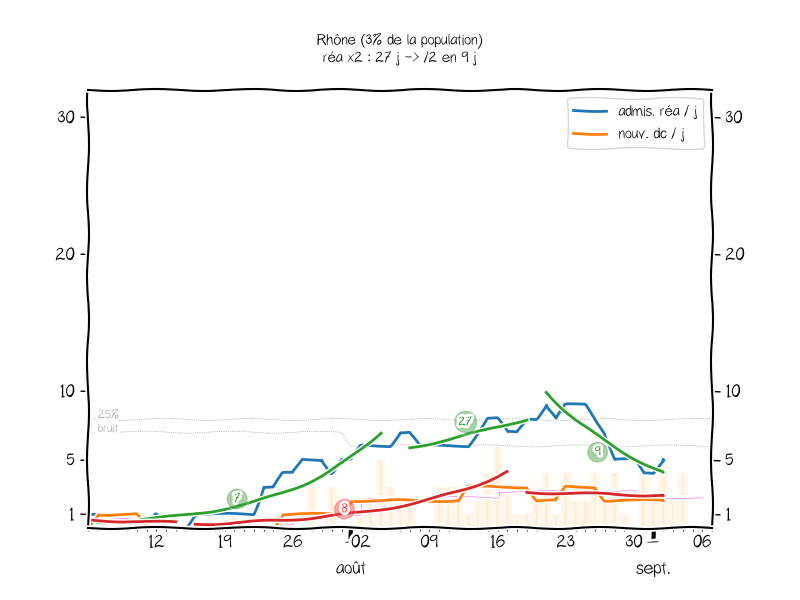 Rhône (3% de la population)
réa x2 : 27 j -> /2 en 9 j
admis. réa / j
nouv. dc / j
30
30
20
20
10
10
25%
bruit
27
9
5
5
7
8
1
1
12 19 26 02 09 16 23 30 06
août sept.